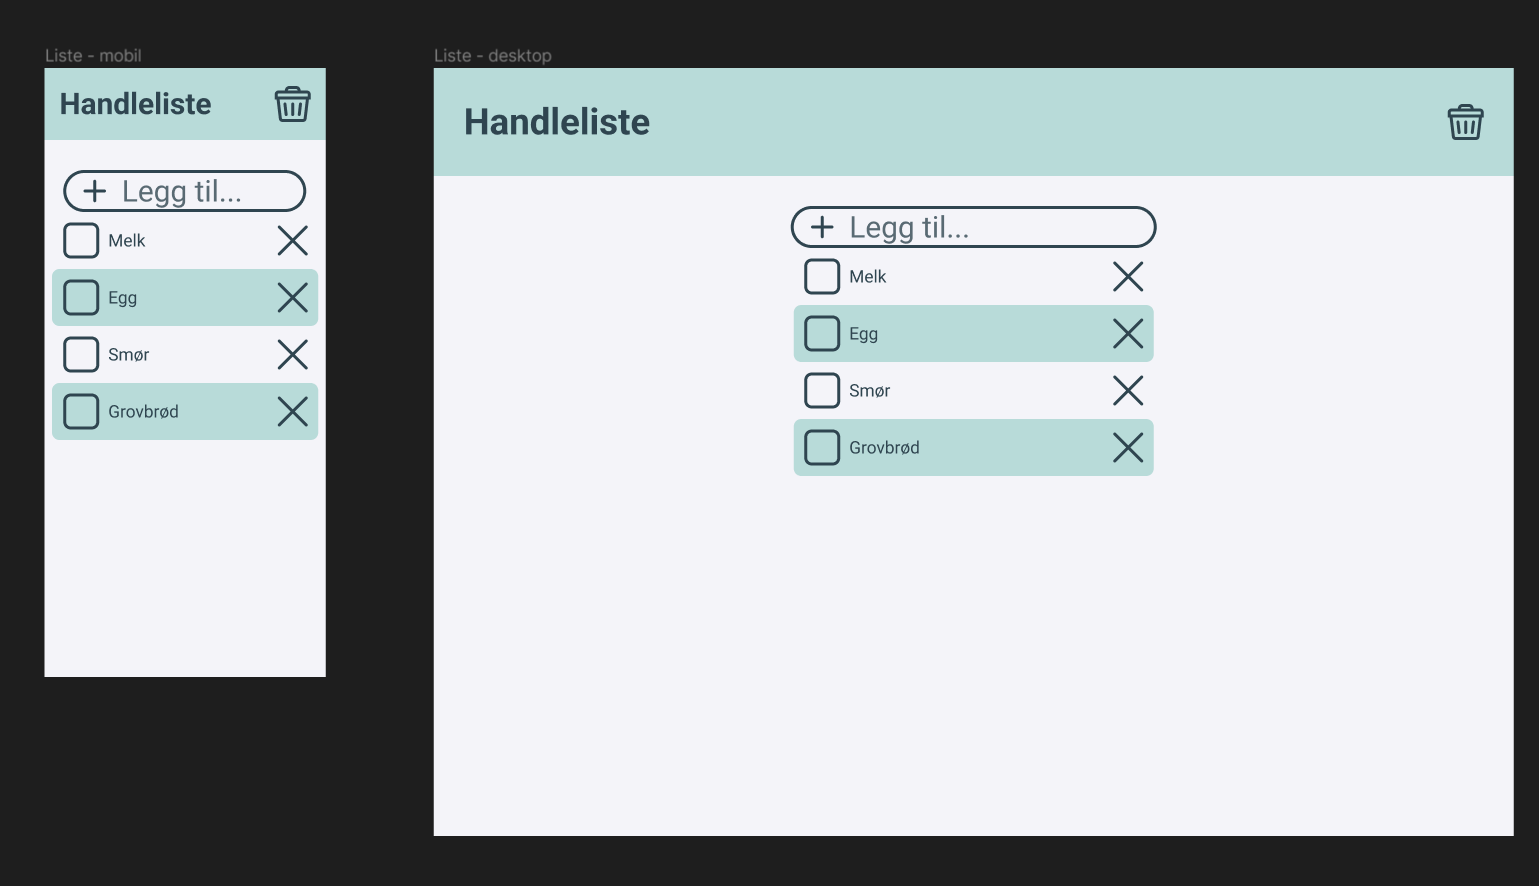 Liste - mobil
Handleliste
Legg til...
Melk
Egg
Smør
Grovbrød
Liste - desktop
Handleliste
Legg til...
Melk
Egg
Smør
Grovbrød